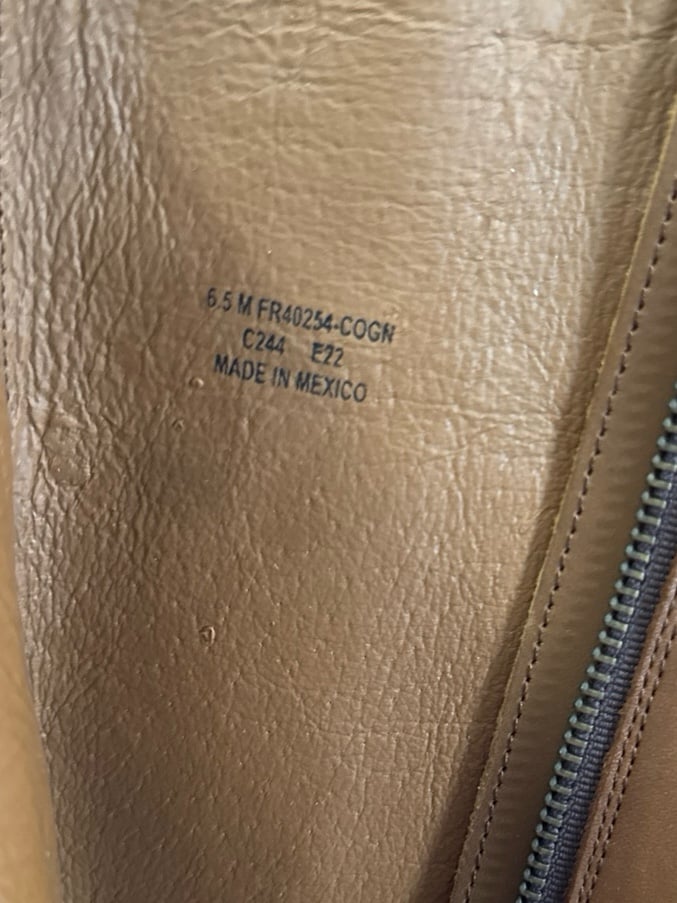 6.5 M FR40254-COGN
C244 E22
MADE IN MEXICO